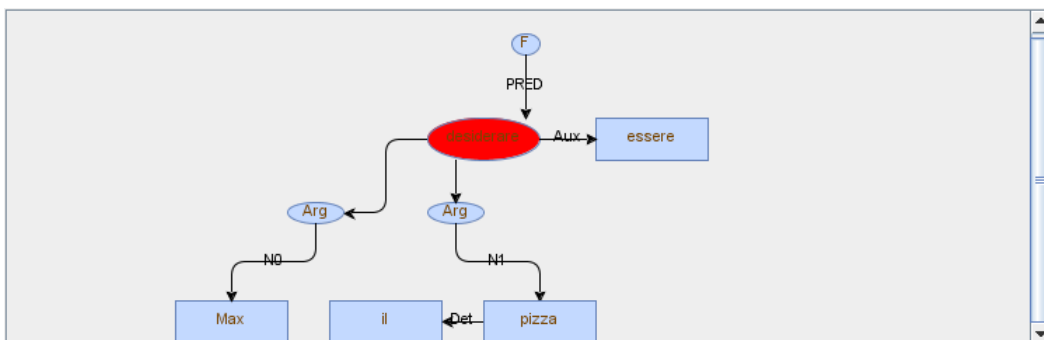 F
PRED
desiderare Aux essere
Arg Arg
N0 N1
Max il Det pizza